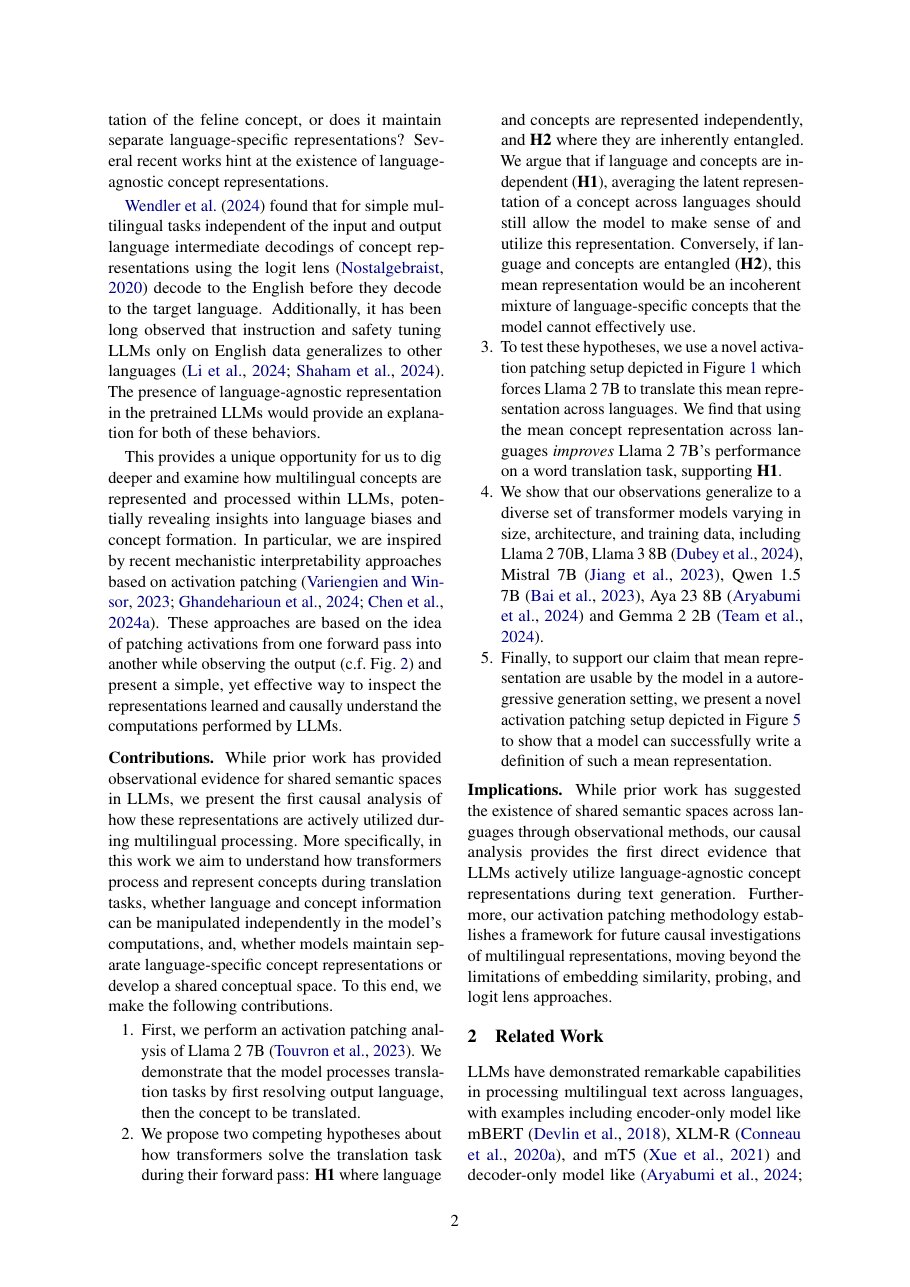 tation of the feline concept, or does it maintain
separate language-specific representations? Sev-
eral recent works hint at the existence of language-
agnostic concept representations.
Wendler et al. (2024) found that for simple mul-
tilingual tasks independent of the input and output
language intermediate decodings of concept rep-
resentations using the logit lens (Nostalgebraist,
2020) decode to the English before they decode
to the target language. Additionally, it has been
long observed that instruction and safety tuning
LLMs only on English data generalizes to other
languages (Li et al., 2024; Shaham et al., 2024).
The presence of language-agnostic representation
in the pretrained LLMs would provide an explana-
tion for both of these behaviors.
This provides a unique opportunity for us to dig
deeper and examine how multilingual concepts are
represented and processed within LLMs, poten-
tially revealing insights into language biases and
concept formation. In particular, we are inspired
by recent mechanistic interpretability approaches
based on activation patching (Variengien and Win-
sor, 2023; Ghandeharioun et al., 2024; Chen et al.,
2024a). These approaches are based on the idea
of patching activations from one forward pass into
another while observing the output (c.f. Fig. 2) and
present a simple, yet effective way to inspect the
representations learned and causally understand the
computations performed by LLMs.
Contributions. While prior work has provided
observational evidence for shared semantic spaces
in LLMs, we present the first causal analysis of
how these representations are actively utilized dur-
ing multilingual processing. More specifically, in
this work we aim to understand how transformers
process and represent concepts during translation
tasks, whether language and concept information
can be manipulated independently in the model's
computations, and, whether models maintain sep-
arate language-specific concept representations or
develop a shared conceptual space. To this end, we
make the following contributions.
1. First, we perform an activation patching anal-
ysis of Llama 2 7B (Touvron et al., 2023). We
demonstrate that the model processes transla-
tion tasks by first resolving output language,
then the concept to be translated.
2. We propose two competing hypotheses about
how transformers solve the translation task
during their forward pass: H1 where language
and concepts are represented independently,
and H2 where they are inherently entangled.
We argue that if language and concepts are in-
dependent (H1), averaging the latent represen-
tation of a concept across languages should
still allow the model to make sense of and
utilize this representation. Conversely, if lan-
guage and concepts are entangled (H2), this
mean representation would be an incoherent
mixture of language-specific concepts that the
model cannot effectively use.
3. To test these hypotheses, we use a novel activa-
tion patching setup depicted in Figure 1 which
forces Llama 2 7B to translate this mean repre-
sentation across languages. We find that using
the mean concept representation across lan-
guages improves Llama 2 7B's performance
on a word translation task, supporting H1.
4. We show that our observations generalize to a
diverse set of transformer models varying in
size, architecture, and training data, including
Llama 2 70B, Llama 3 8B (Dubey et al., 2024),
Mistral 7B (Jiang et al., 2023), Qwen 1.5
7B (Bai et al., 2023), Aya 23 8B (Aryabumi
et al., 2024) and Gemma 2 2B (Team et al.,
2024).
5. Finally, to support our claim that mean repre-
sentation are usable by the model in a autore-
gressive generation setting, we present a novel
activation patching setup depicted in Figure 5
to show that a model can successfully write a
definition of such a mean representation.
Implications. While prior work has suggested
the existence of shared semantic spaces across lan-
guages through observational methods, our causal
analysis provides the first direct evidence that
LLMs actively utilize language-agnostic concept
representations during text generation. Further-
more, our activation patching methodology estab-
lishes a framework for future causal investigations
of multilingual representations, moving beyond the
limitations of embedding similarity, probing, and
logit lens approaches.
2 Related Work
LLMs have demonstrated remarkable capabilities
in processing multilingual text across languages,
with examples including encoder-only model like
mBERT (Devlin et al., 2018), XLM-R (Conneau
et al., 2020a), and mT5 (Xue et al., 2021) and
decoder-only model like (Aryabumi et al., 2024;
2